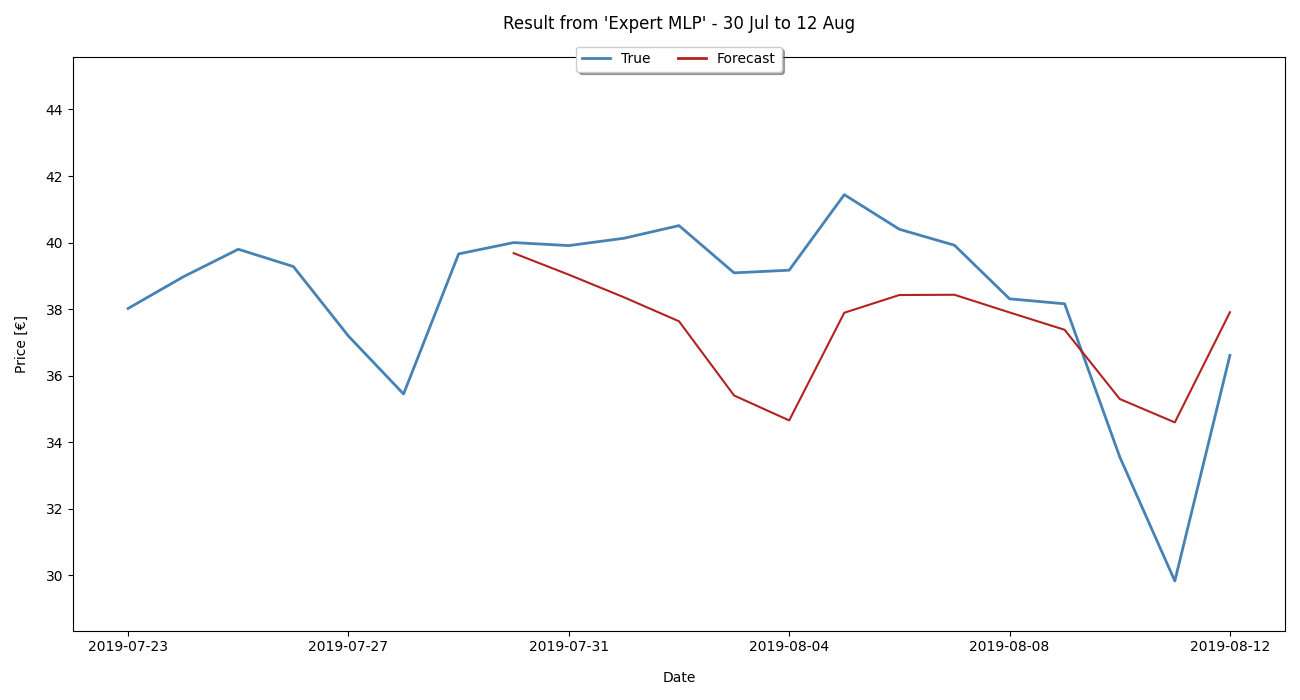 Result from 'Expert MLP' - 30 Jul to 12 Aug
True Forecast
44
42
40
38
36
34
32
30
Price [€]
2019-07-23 2019-07-27 2019-07-31 2019-08-04 2019-08-08 2019-08-12
Date